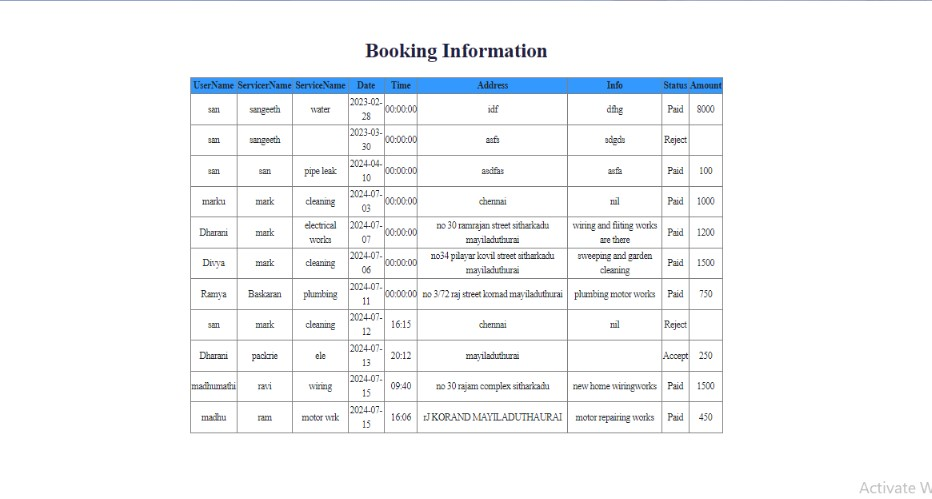 Booking Information
UserName ServicerName ServiceName Date Time Address Info Status Amount
san sangeeth water 2023-02-28 00:00:00 idf dfhg Paid 8000
san sangeeth 2023-03-30 00:00:00 asfs sdgds Reject
san san pipe leak 2024-04-10 00:00:00 asdfas asfa Paid 100
marku mark cleaning 2024-07-03 00:00:00 chennai nil Paid 1000
Dharani mark electrical works 2024-07-07 00:00:00 no 30 ramrajan street sitharkadu mayiladuthurai wiring and fiiting works are there Paid 1200
Divya mark cleaning 2024-07-06 00:00:00 no34 pilayar kovil street sitharkadu mayiladuthurai sweeping and garden cleaning Paid 1500
Ramya Baskaran plumbing 2024-07-11 00:00:00 no 3/72 raj street kornad mayiladuthurai plumbing motor works Paid 750
san mark cleaning 2024-07-12 16:15 chennai nil Reject
Dharani packrie ele 2024-07-13 20:12 mayiladuthurai Accept 250
madhumathi ravi wiring 2024-07-15 09:40 no 30 rajam complex sitharkadu new home wiringworks Paid 1500
madhu ram motor wrk 2024-07-15 16:06 rJ KORAND MAYILADUTHAURAI motor repairing works Paid 450
Activate W